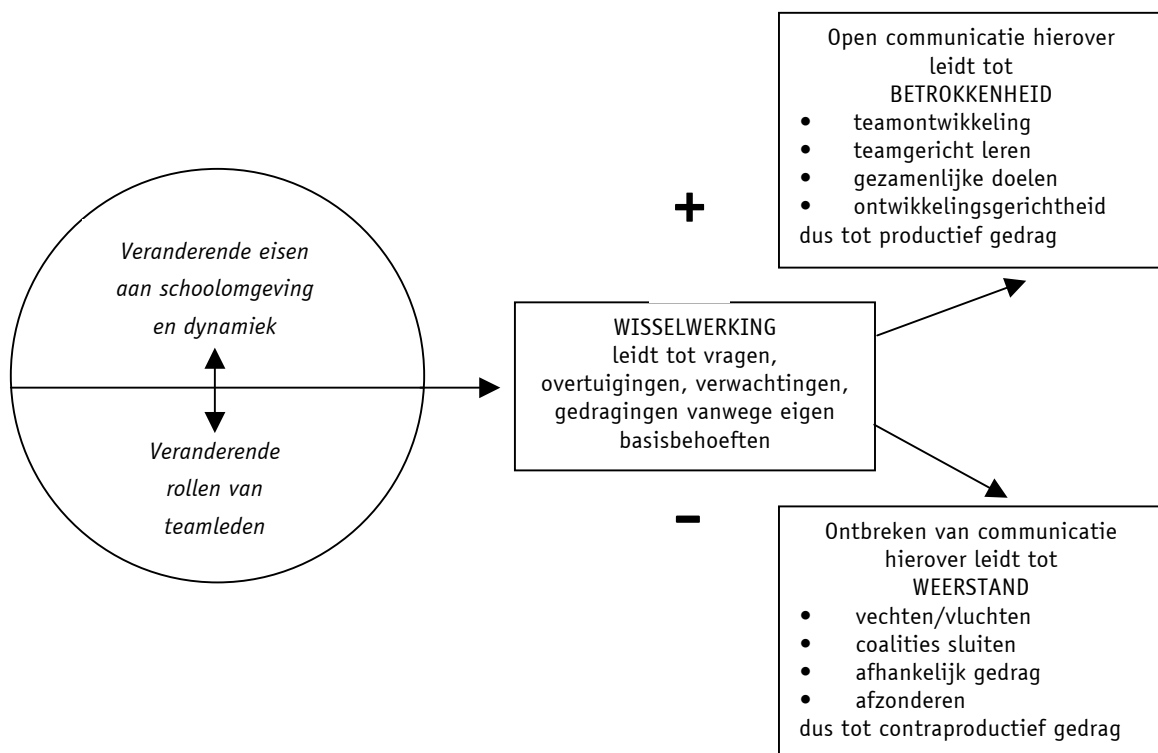 Veranderende eisen
aan schoolomgeving
en dynamiek
Veranderende
rollen van
teamleden
WISSELWERKING
leidt tot vragen,
overtuigingen, verwachtingen,
gedragingen vanwege eigen
basisbehoeften
+
Open communicatie hierover
leidt tot
BETROKKENHEID
• teamontwikkeling
• teamgericht leren
• gezamenlijke doelen
• ontwikkelingsgerichtheid
dus tot productief gedrag
–
Ontbreken van communicatie
hierover leidt tot
WEERSTAND
• vechten/vluchten
• coalities sluiten
• afhankelijk gedrag
• afzonderen
dus tot contraproductief gedrag